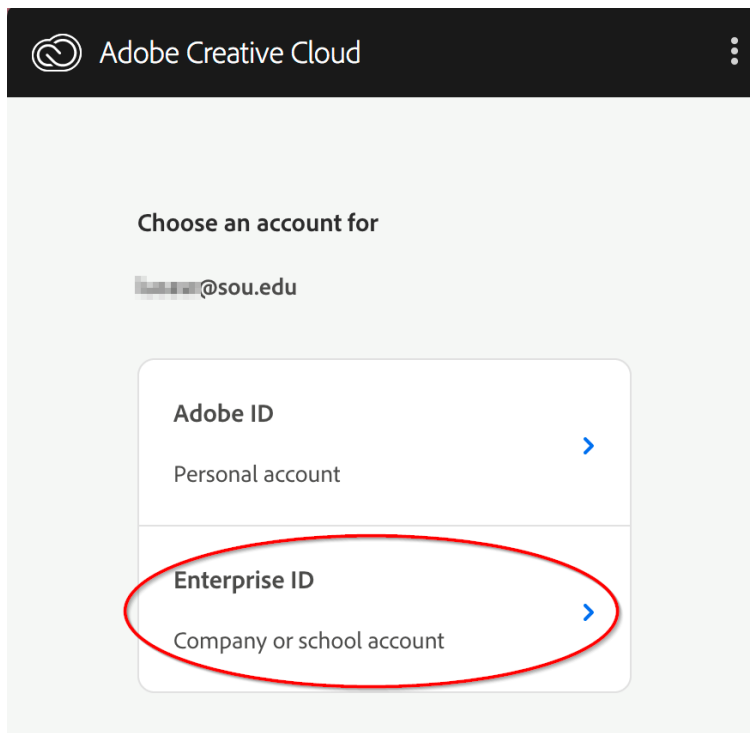 Adobe Creative Cloud
Choose an account for
@sou.edu
Adobe ID
Personal account
Enterprise ID
Company or school account